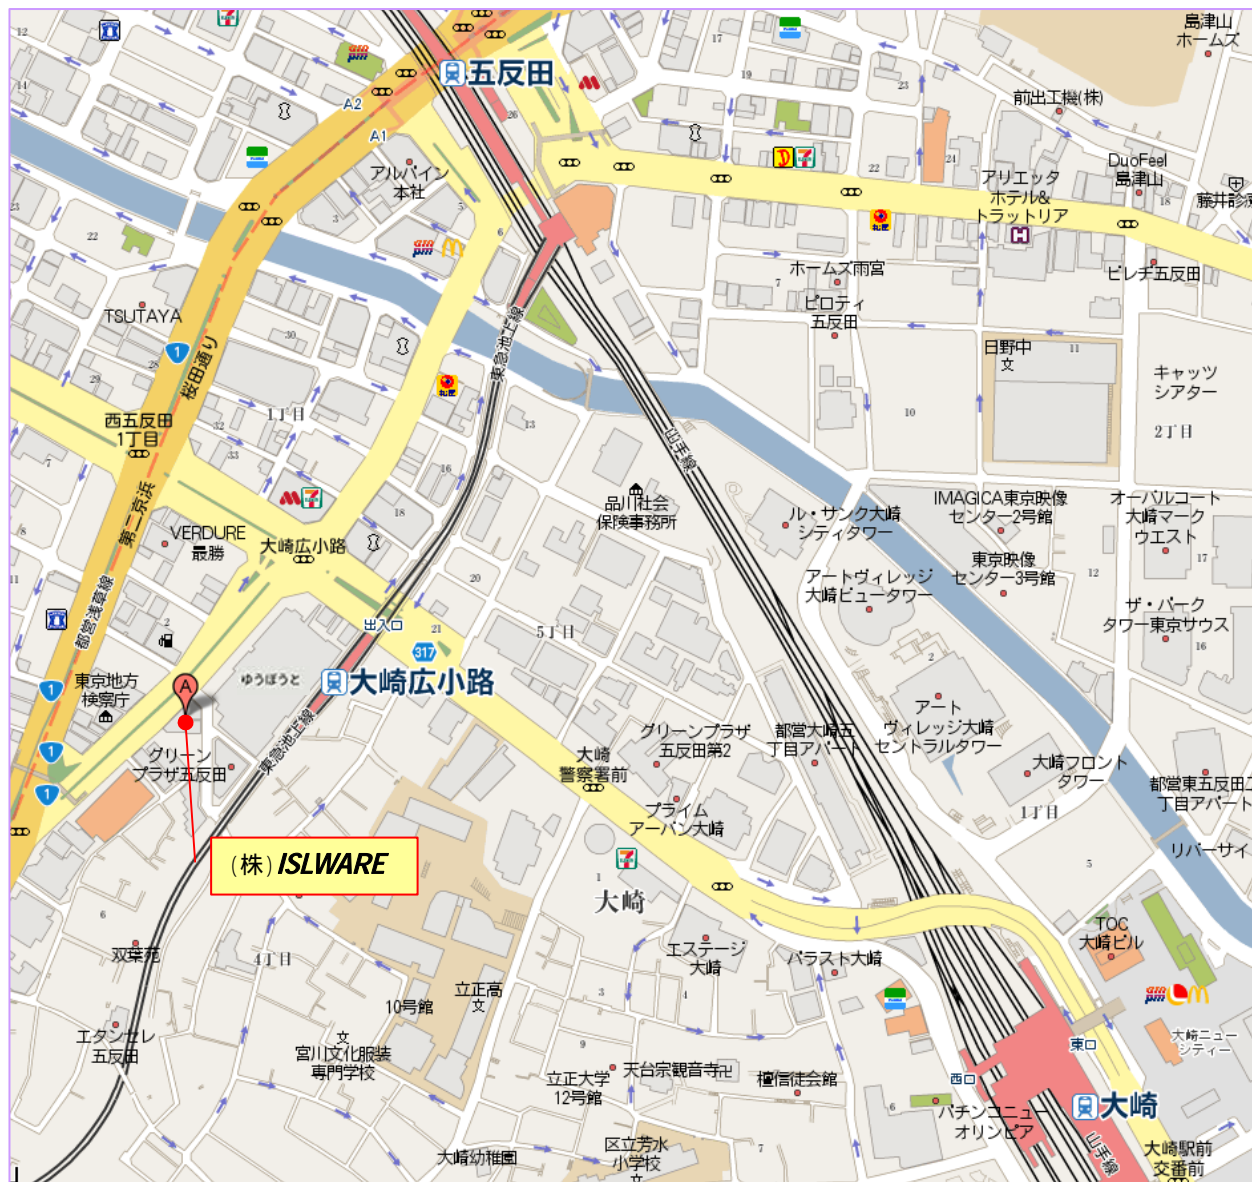 島津山
ホームズ
五反田
前出工機(株)
A2
A1
アルパイン
本社
DuoFeel
島津山
アリエッタ
ホテル&
トラットリア
藤井診療
ホームズ雨宮
ピレチ五反田
ピロティ
五反田
TSUTAYA
東急池上線
桜田通り
日野中
キャッツ
シアター
西五反田
1丁目
1丁目
2丁目
山手線
第二京浜
品川社会
保険事務所
VERDURE
最勝
大崎広小路
ル・サンク大崎
シティタワー
IMAGICA東京映像
センター2号館
オーバルコート
大崎マーク
ウエスト
東京映像
センター3号館
アートヴィレッジ
大崎ビュータワー
都営浅草線
出入口
5丁目
ザ・パーク
タワー東京サウス
317
ゆうぽうと
大崎広小路
東京地方
検察庁
A
グリーン
プラザ五反田
東急池上線
大崎
警察署前
グリーンプラザ
五反田第2
都営大崎五
丁目アパート
アート
ヴィレッジ大崎
セントラルタワー
大崎フロント
タワー
都営東五反田二
丁目アパート
プライム
アーバン大崎
1丁目
リバーサイ
(株)ISLWARE
大崎
双葉苑
4丁目
エステージ
大崎
パラスト大崎
TOC
大崎ビル
立正高
10号館
エタンセレ
五反田
宮川文化服装
専門学校
立正大学
12号館
天台宗観音寺
檀信徒会館
大崎ニュー
シティー
東口
西口
パチンコニュー
オリンピア
大崎
山手線
大崎幼稚園
区立芳水
小学校
大崎駅前
交番前